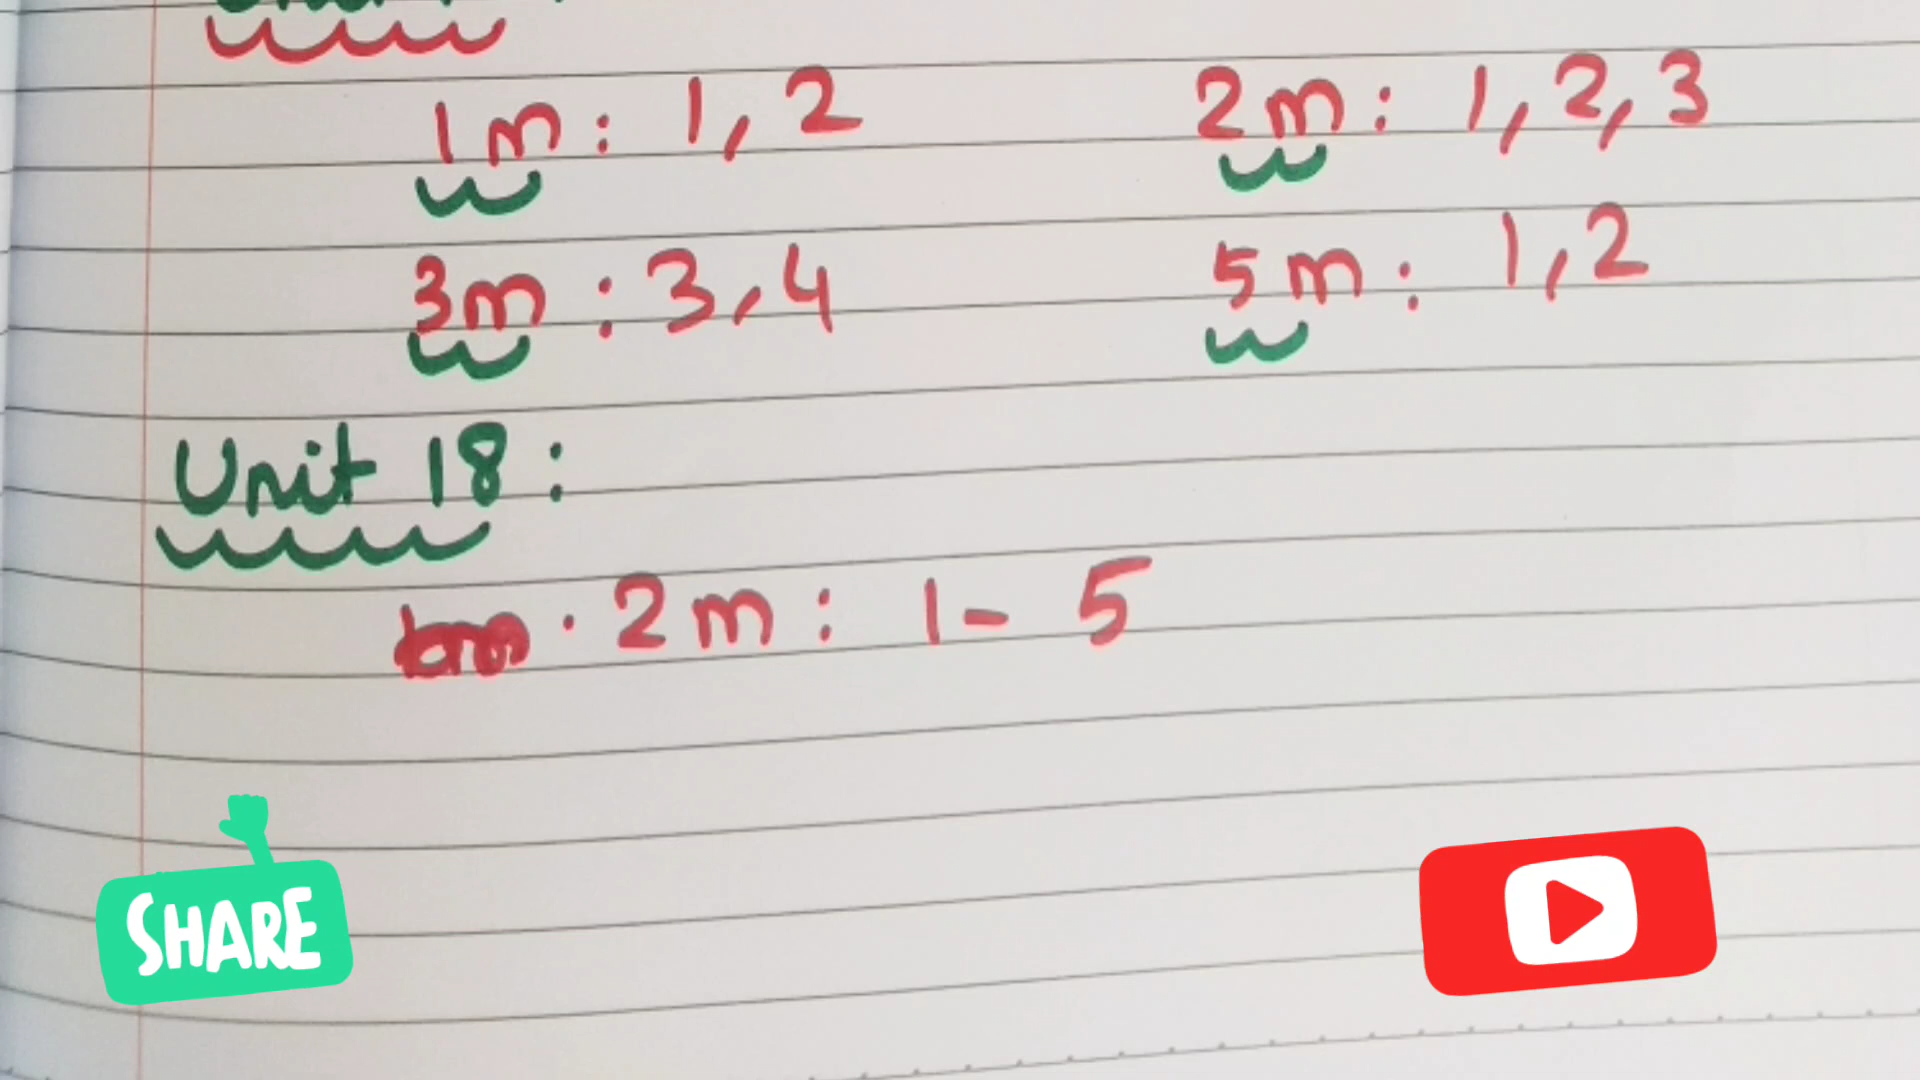 1m: 1, 2 2m: 1, 2, 3
3m: 3, 4 5m: 1, 2
Unit 18:
2m: 1 - 5
SHARE